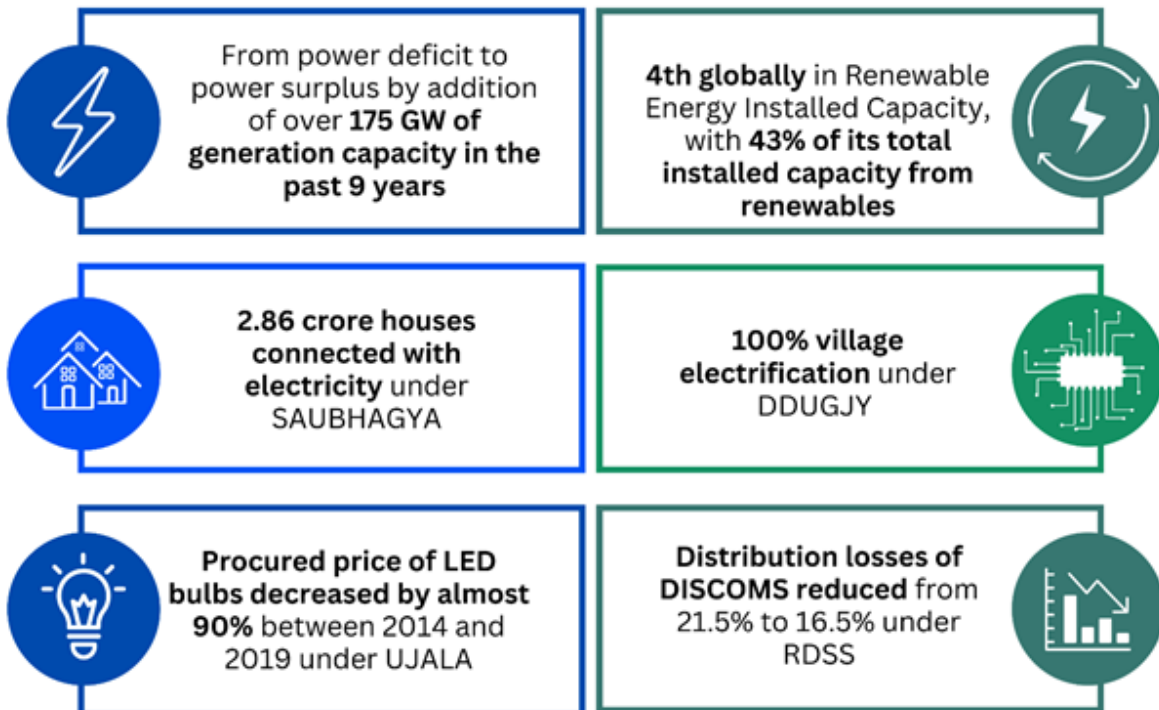 From power deficit to
power surplus by addition
of over 175 GW of
generation capacity in the
past 9 years
4th globally in Renewable
Energy Installed Capacity,
with 43% of its total
installed capacity from
renewables
2.86 crore houses
connected with
electricity under
SAUBHAGYA
100% village
electrification under
DDUGJY
Procured price of LED
bulbs decreased by almost
90% between 2014 and
2019 under UJALA
Distribution losses of
DISCOMS reduced from
21.5% to 16.5% under
RDSS